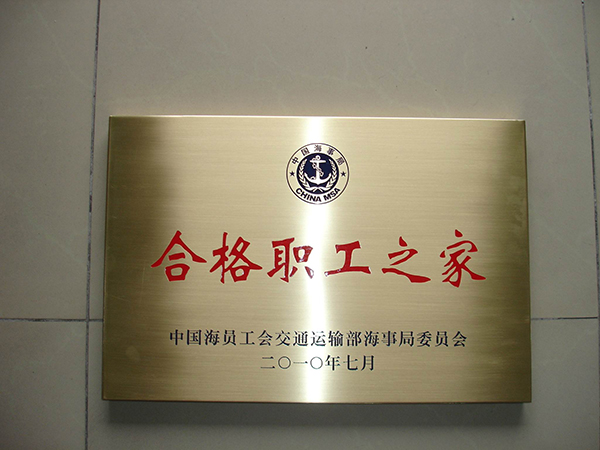 中国海事局
CHINA MSA
合格职工之家
中国海员工会交通运输部海事局委员会
二〇一〇年七月